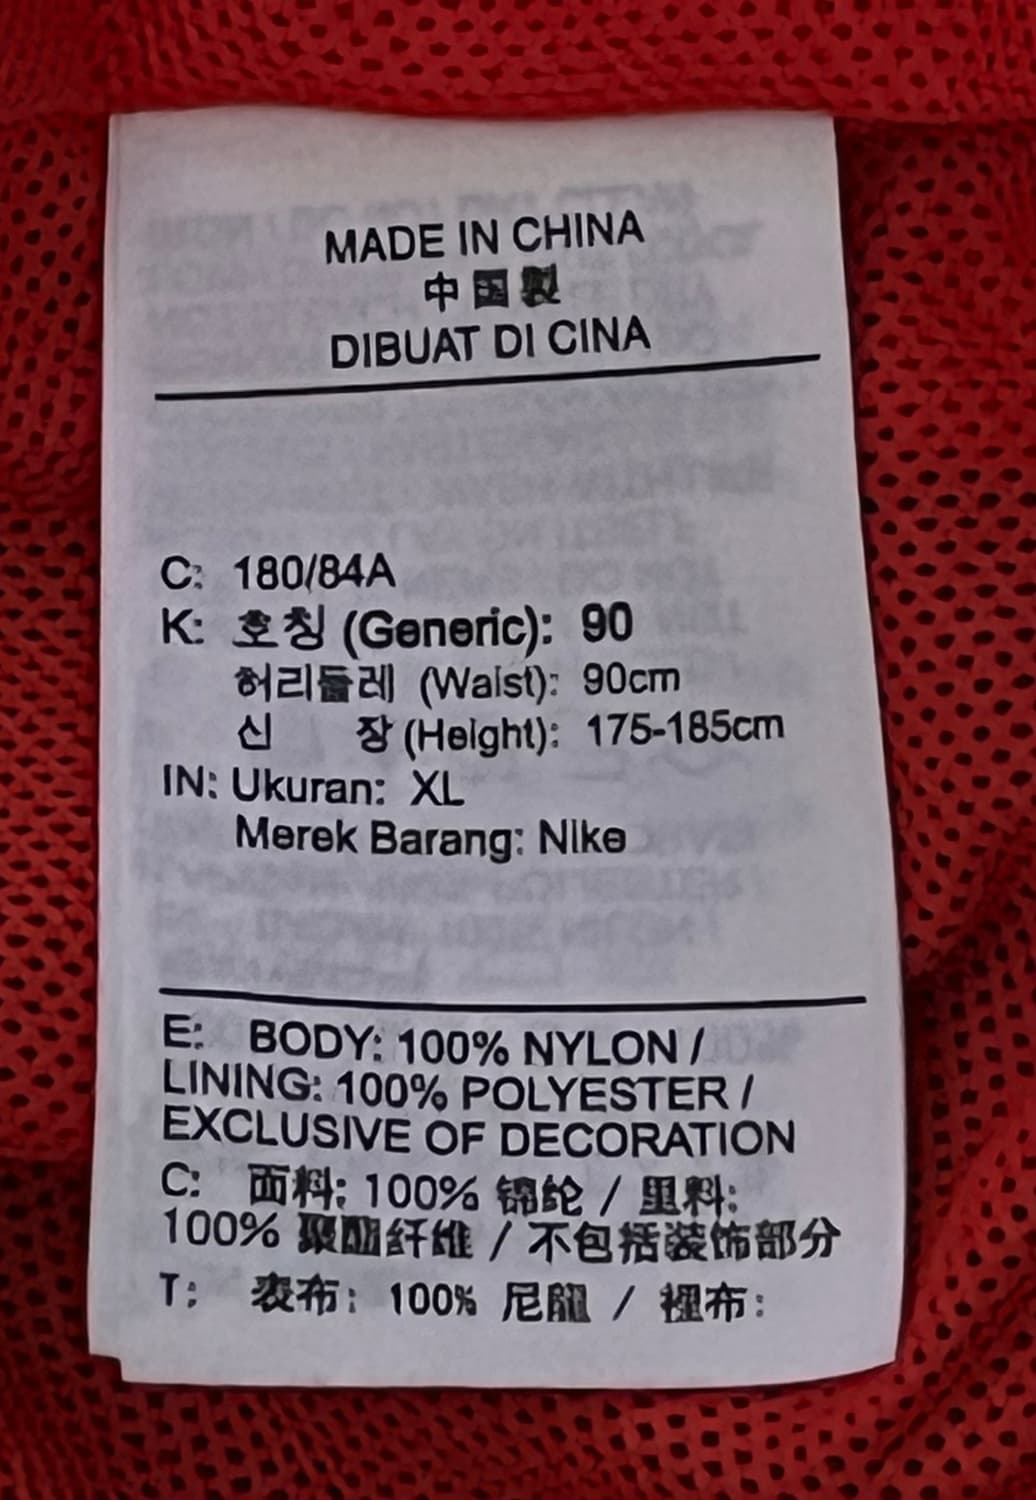 MADE IN CHINA
中国製
DIBUAT DI CINA
C: 180/84A
K: 호칭 (Generic): 90
허리둘레 (Waist): 90cm
신 장 (Height): 175-185cm
IN: Ukuran: XL
Merek Barang: Nike
E: BODY: 100% NYLON /
LINING: 100% POLYESTER /
EXCLUSIVE OF DECORATION
C: 面料: 100% 锦纶 / 里料:
100% 聚酯纤维 / 不包括装饰部分
T: 表布: 100% 尼龍 / 裡布: